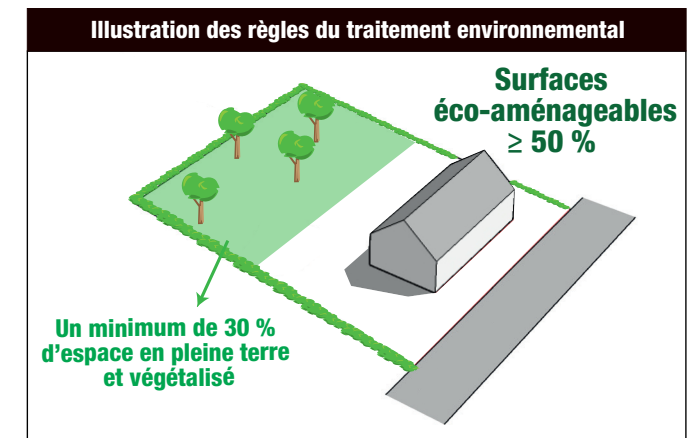 Illustration des règles du traitement environnemental
Surfaces
éco-aménageables
≥ 50 %
Un minimum de 30 %
d'espace en pleine terre
et végétalisé